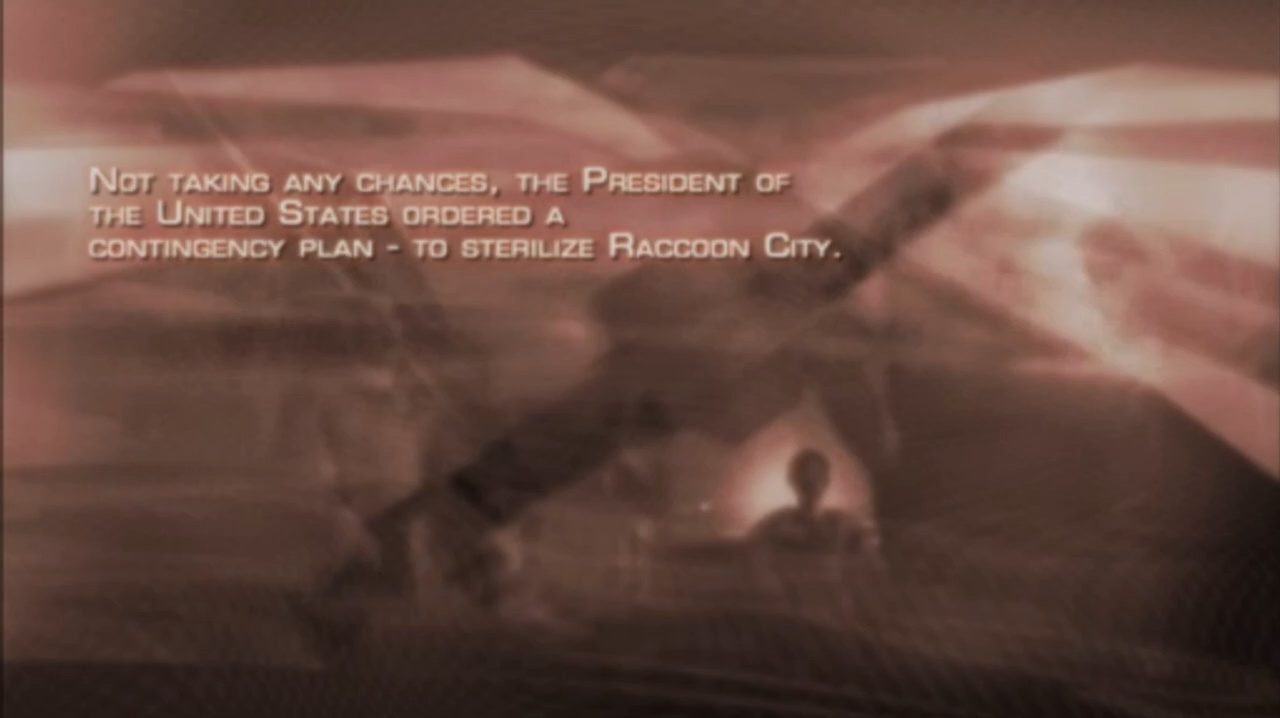 Not taking any chances, the President of
the United States ordered a
contingency plan - to sterilize Raccoon City.